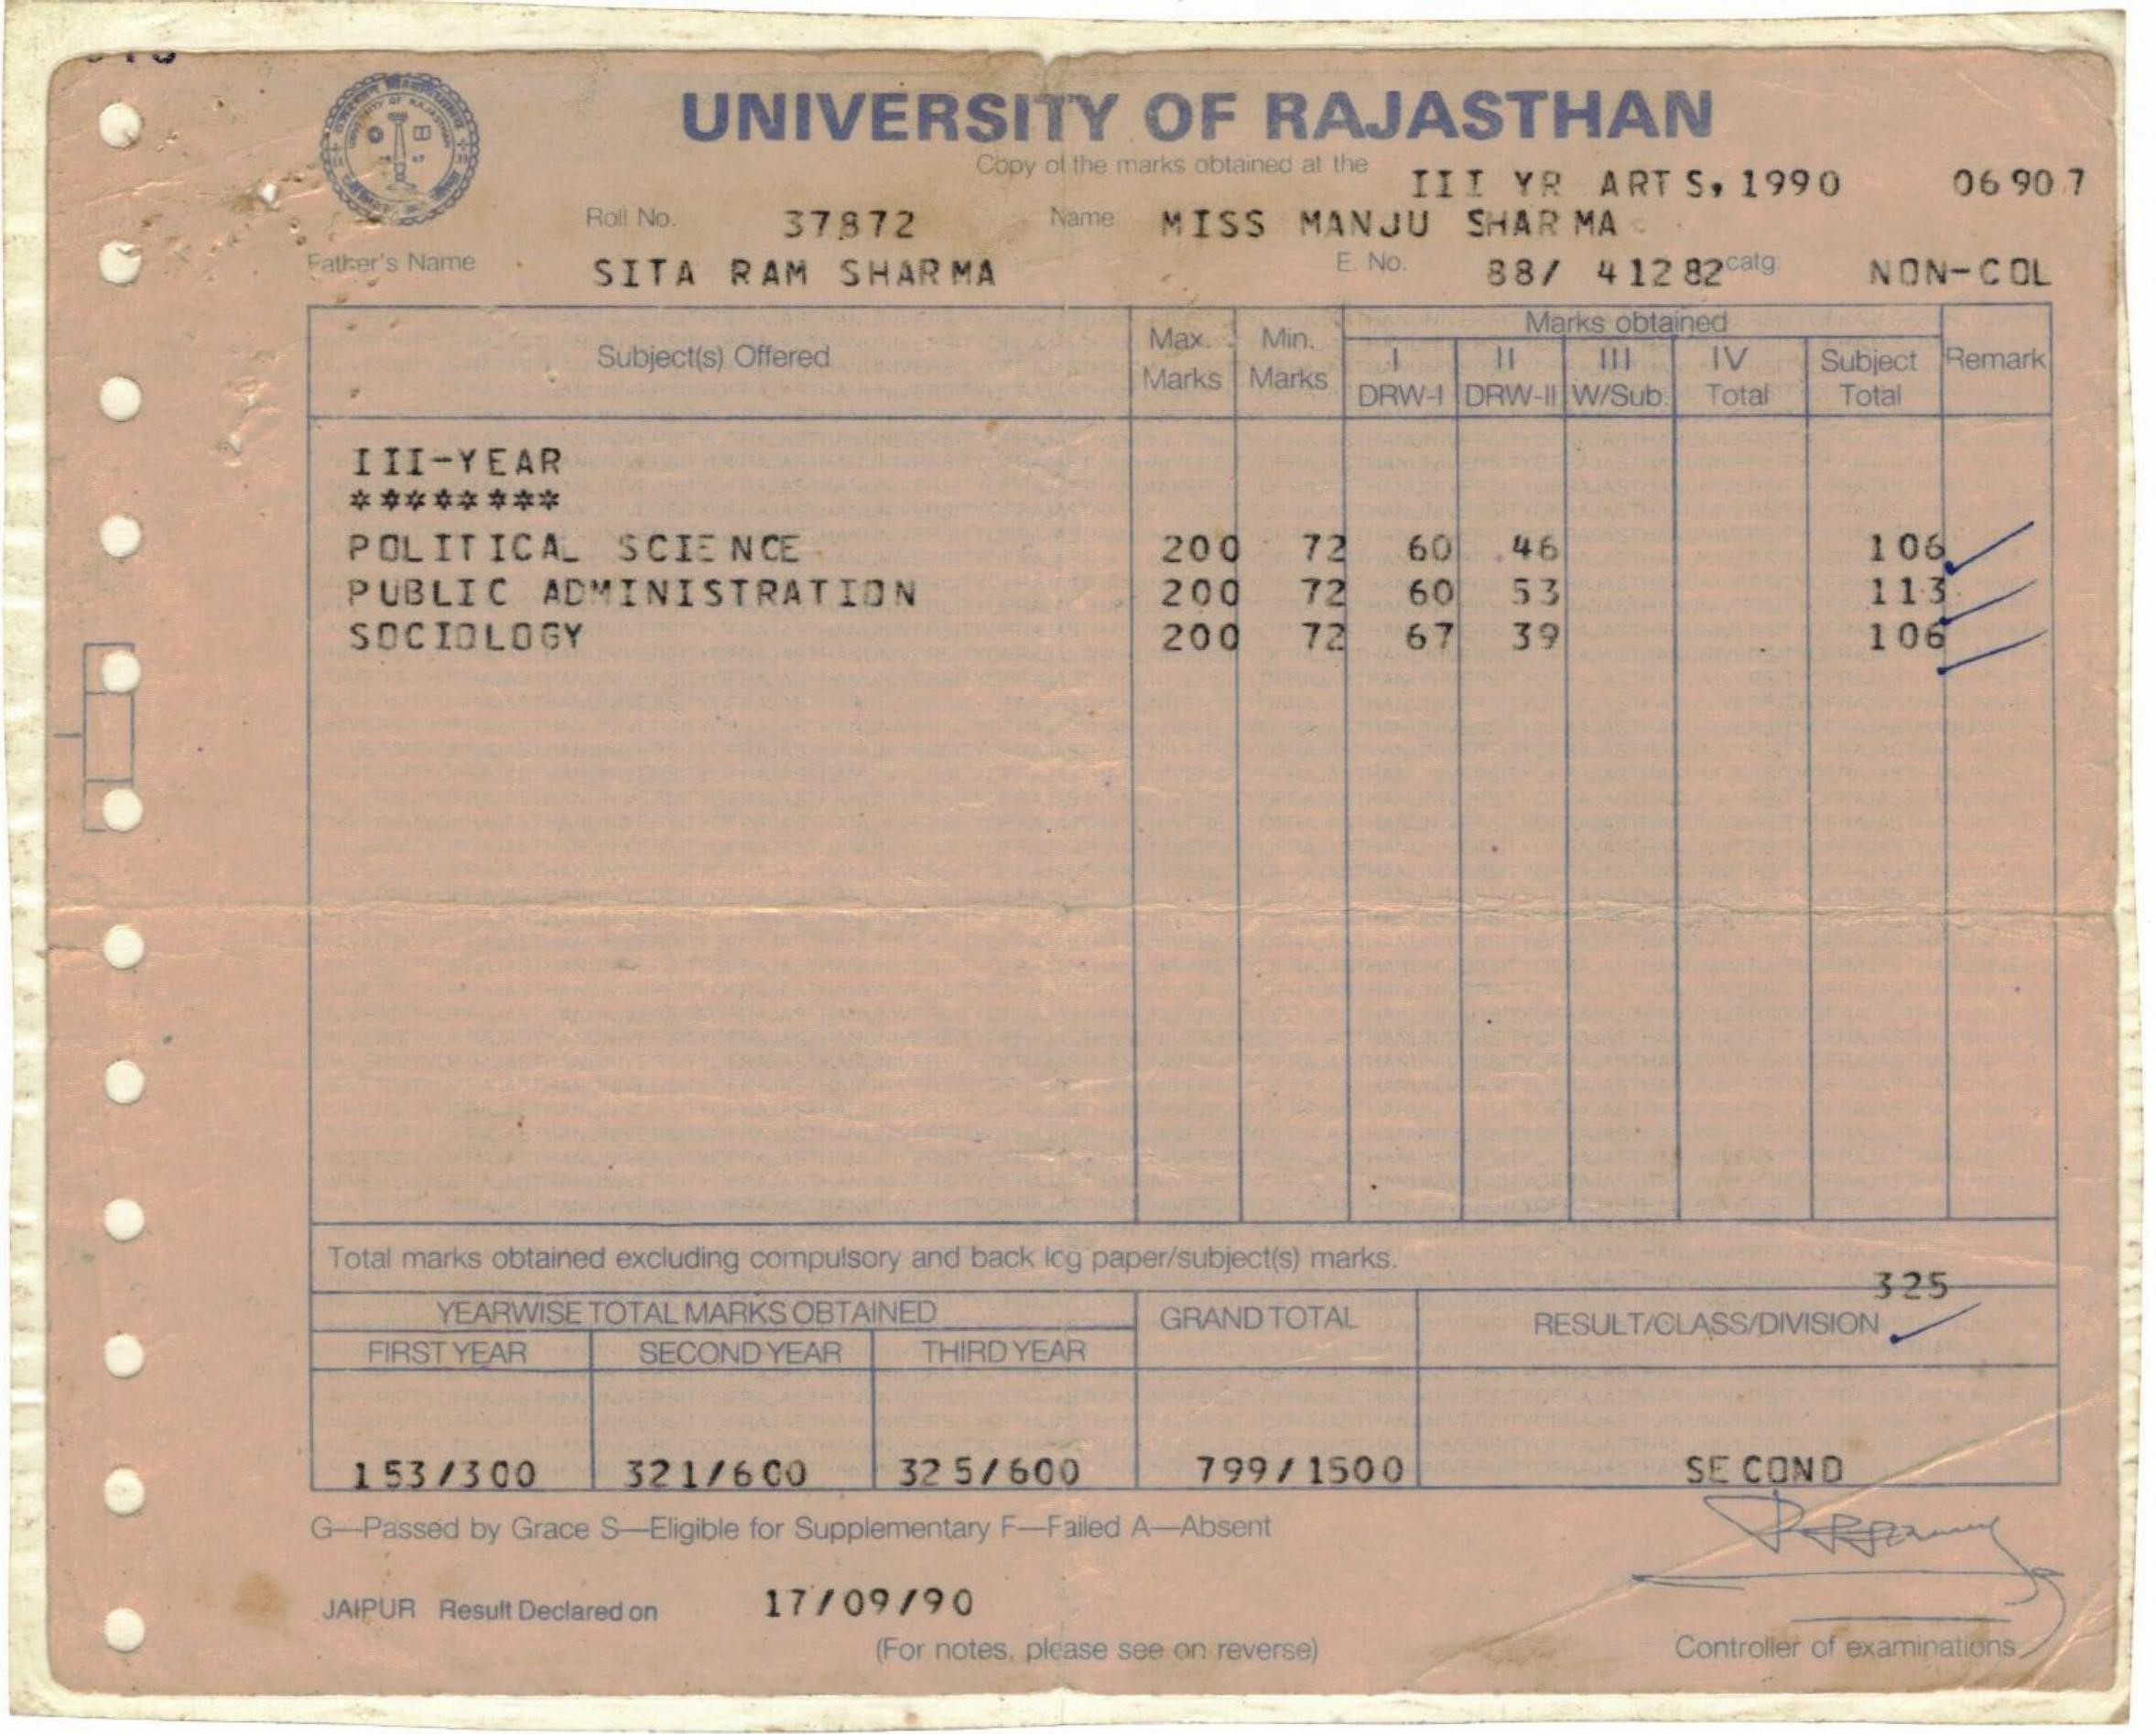 UNIVERSITY OF RAJASTHAN
Copy of the marks obtained at the III YR ARTS, 1990 06907
Roll No. 37872 Name MISS MANJU SHARMA
Father's Name SITA RAM SHARMA E. No. 88/ 41282 catg: NON-COL
Subject(s) Offered Max. Marks Min. Marks Marks obtained Remark
I DRW-I II DRW-II III W/Sub. IV Total Subject Total
III-YEAR
********
POLITICAL SCIENCE 200 72 60 46 106
PUBLIC ADMINISTRATION 200 72 60 53 113
SOCIOLOGY 200 72 67 39 106
Total marks obtained excluding compulsory and back log paper/subject(s) marks.
325
YEARWISE TOTAL MARKS OBTAINED GRAND TOTAL RESULT/CLASS/DIVISION
FIRST YEAR SECOND YEAR THIRD YEAR
153/300 321/600 325/600 799/1500 SECOND
G—Passed by Grace S—Eligible for Supplementary F—Failed A—Absent
JAIPUR Result Declared on 17/09/90
(For notes, please see on reverse) Controller of examinations